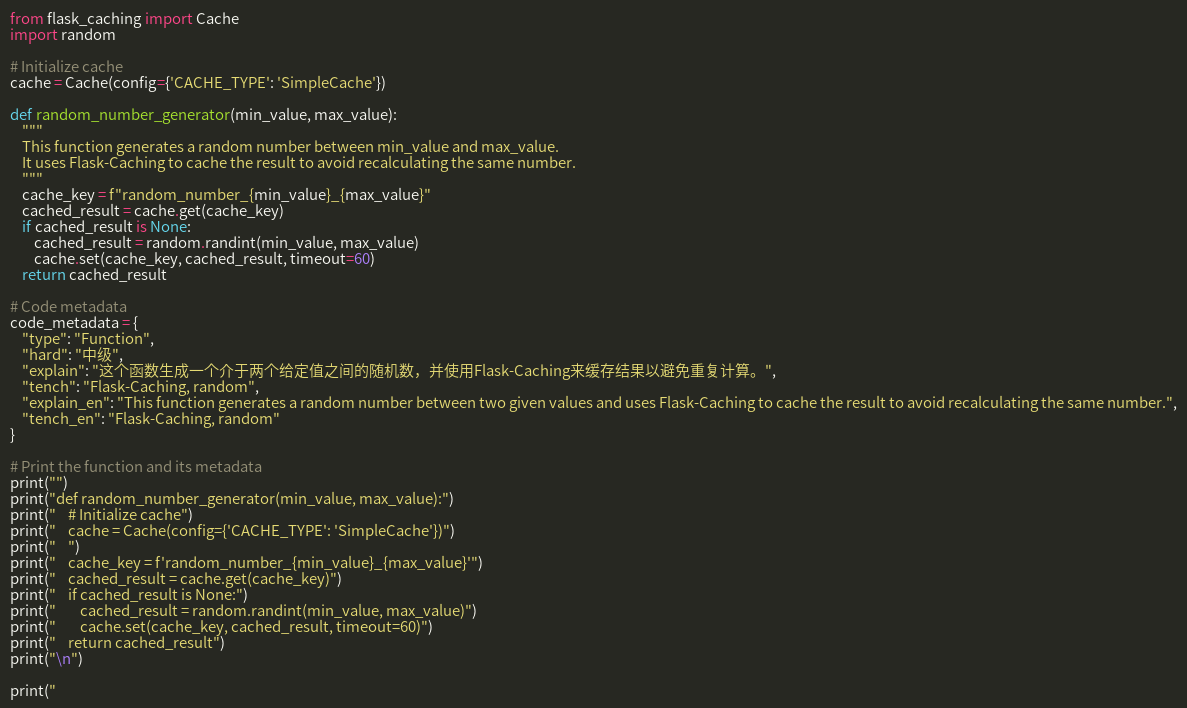 from flask_caching import Cache
import random

# Initialize cache
cache = Cache(config={'CACHE_TYPE': 'SimpleCache'})

def random_number_generator(min_value, max_value):
    """
    This function generates a random number between min_value and max_value.
    It uses Flask-Caching to cache the result to avoid recalculating the same number.
    """
    cache_key = f"random_number_{min_value}_{max_value}"
    cached_result = cache.get(cache_key)
    if cached_result is None:
        cached_result = random.randint(min_value, max_value)
        cache.set(cache_key, cached_result, timeout=60)
    return cached_result

# Code metadata
code_metadata = {
    "type": "Function",
    "hard": "中级",
    "explain": "这个函数生成一个介于两个给定值之间的随机数，并使用Flask-Caching来缓存结果以避免重复计算。",
    "tench": "Flask-Caching, random",
    "explain_en": "This function generates a random number between two given values and uses Flask-Caching to cache the result to avoid recalculating the same number.",
    "tench_en": "Flask-Caching, random"
}

# Print the function and its metadata
print("")
print("def random_number_generator(min_value, max_value):")
print("    # Initialize cache")
print("    cache = Cache(config={'CACHE_TYPE': 'SimpleCache'})")
print("    ")
print("    cache_key = f'random_number_{min_value}_{max_value}'")
print("    cached_result = cache.get(cache_key)")
print("    if cached_result is None:")
print("        cached_result = random.randint(min_value, max_value)")
print("        cache.set(cache_key, cached_result, timeout=60)")
print("    return cached_result")
print("\n")

print("